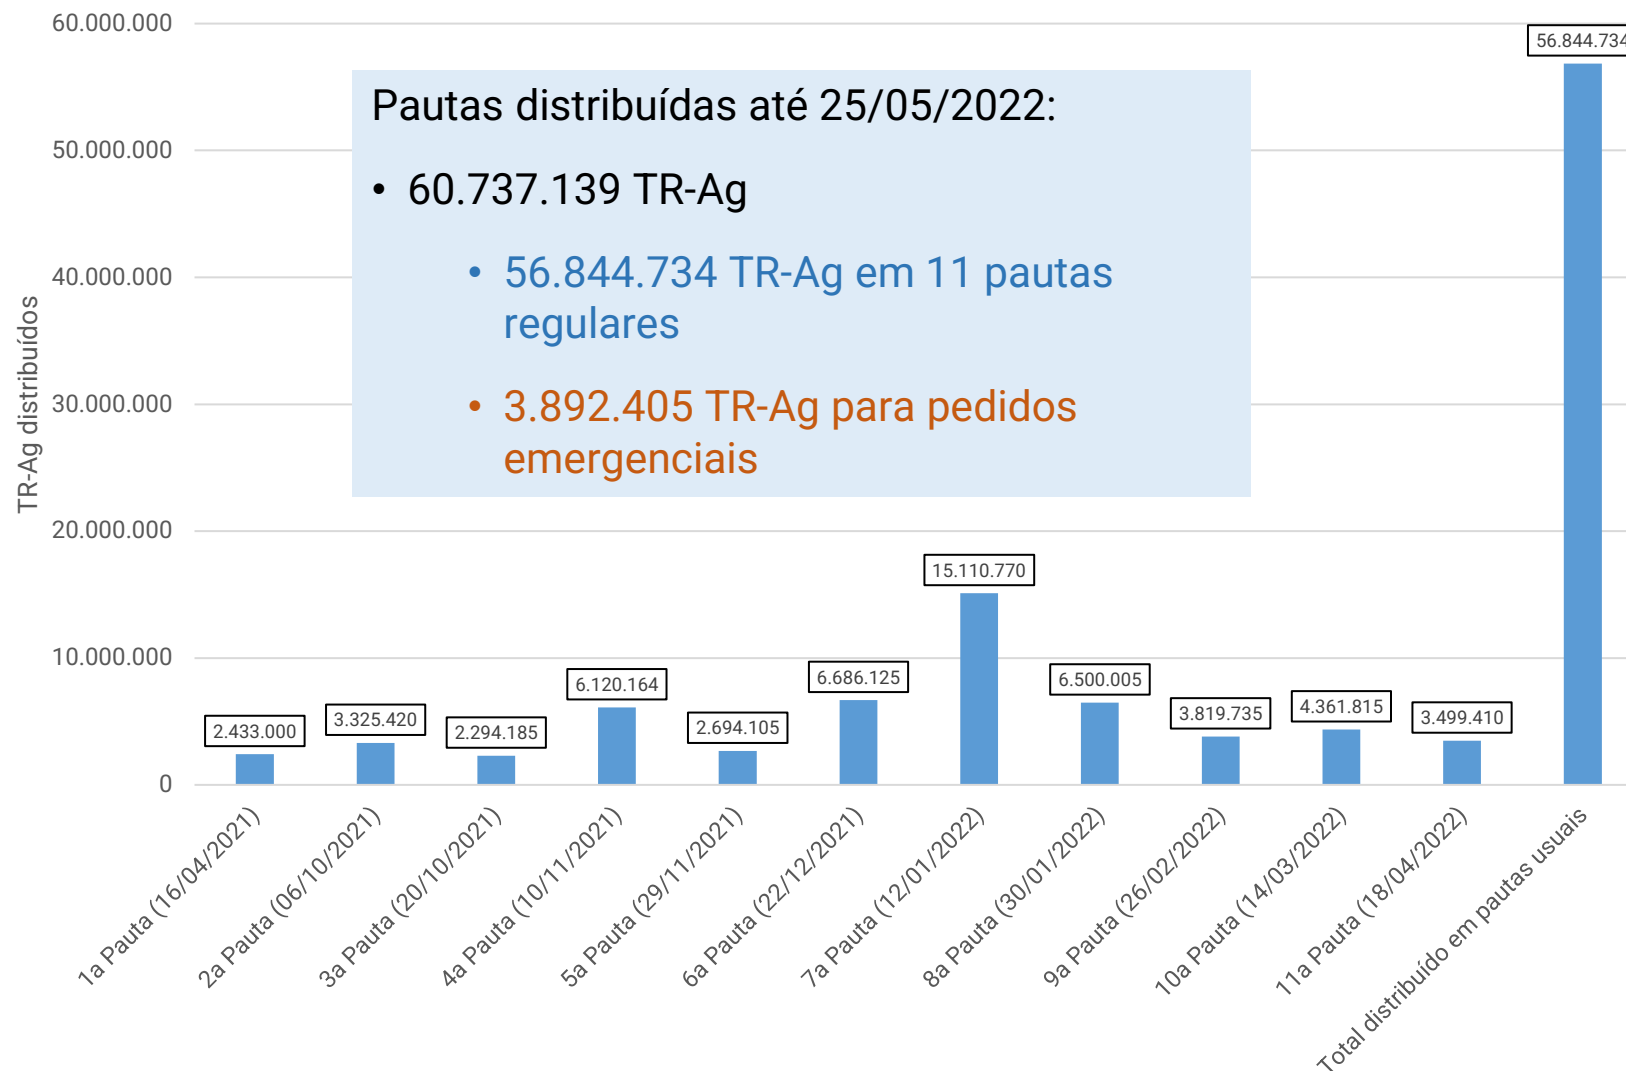 60.000.000
50.000.000
40.000.000
30.000.000
20.000.000
10.000.000
0
TR-Ag distribuídos
Pautas distribuídas até 25/05/2022:
• 60.737.139 TR-Ag
• 56.844.734 TR-Ag em 11 pautas
regulares
• 3.892.405 TR-Ag para pedidos
emergenciais
2.433.000
3.325.420
2.294.185
6.120.164
2.694.105
6.686.125
15.110.770
6.500.005
3.819.735
4.361.815
3.499.410
56.844.734
1a Pauta (16/04/2021)
2a Pauta (06/10/2021)
3a Pauta (20/10/2021)
4a Pauta (10/11/2021)
5a Pauta (29/11/2021)
6a Pauta (22/12/2021)
7a Pauta (12/01/2022)
8a Pauta (30/01/2022)
9a Pauta (26/02/2022)
10a Pauta (14/03/2022)
11a Pauta (18/04/2022)
Total distribuído em pautas usuais